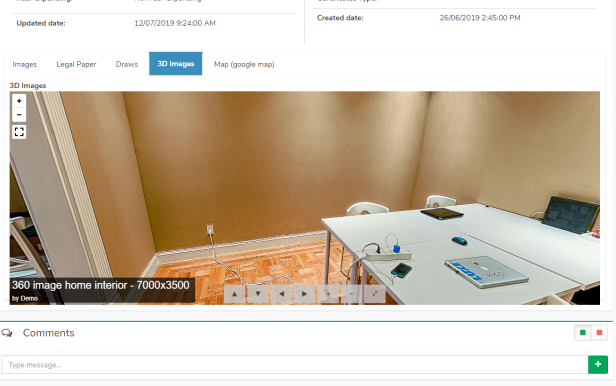 Updated date: 12/07/2019 9:24:00 AM
Created date: 26/06/2019 2:45:00 PM
Images Legal Paper Draws 3D Images Map (google map)
3D Images
+
-
360 image home interior - 7000x3500
by Demo
Comments
Type message...
+